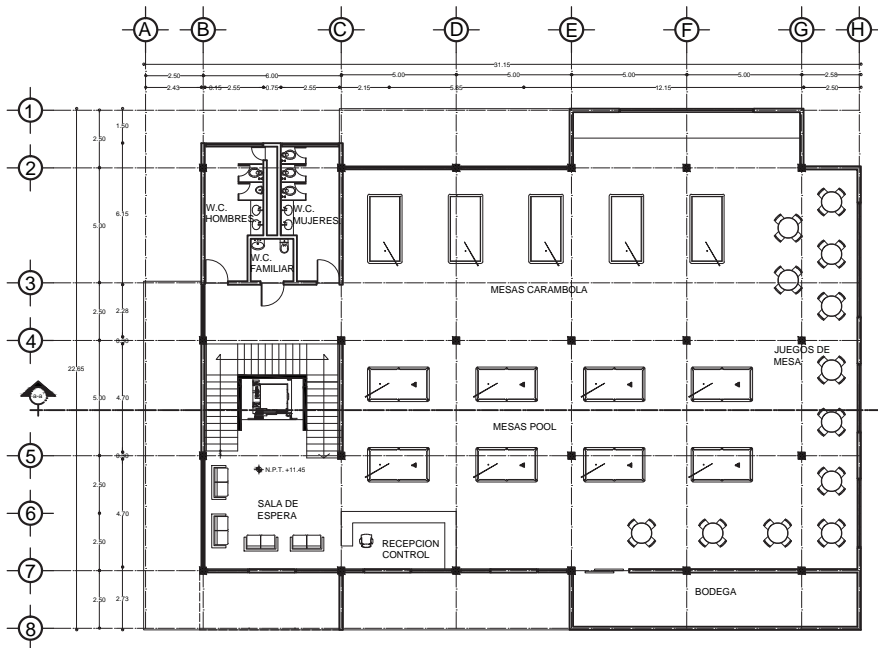 A B C D E F G H
31.15
2.50 6.00 5.00 5.00 5.00 5.00 2.58
2.43 0.15 2.55 0.75 2.55 2.15 5.85 12.15 2.50
1
2
3
4
5
6
7
8
22.65
2.50
5.00
2.50
5.00
2.50
2.50
2.50
1.50
6.15
2.28
4.70
4.70
2.73
W.C.
HOMBRES
W.C.
MUJERES
W.C.
FAMILIAR
MESAS CARAMBOLA
JUEGOS DE
MESA
a-a'
MESAS POOL
N.P.T. +11.45
SALA DE
ESPERA
RECEPCION
CONTROL
BODEGA